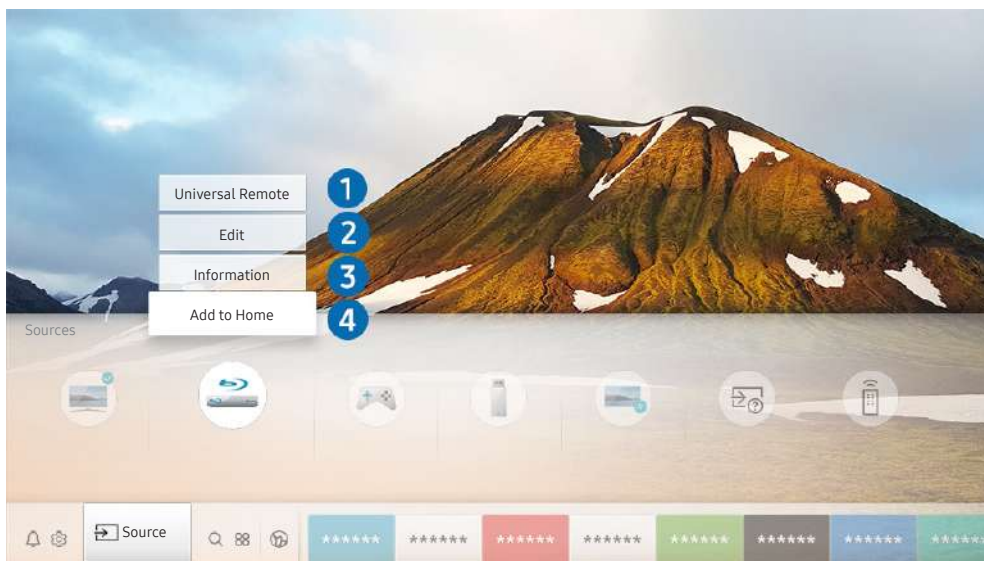 Universal Remote
1
Edit
2
Information
3
Add to Home
4
Sources
Source
******
******
******
******
******
******
******
******